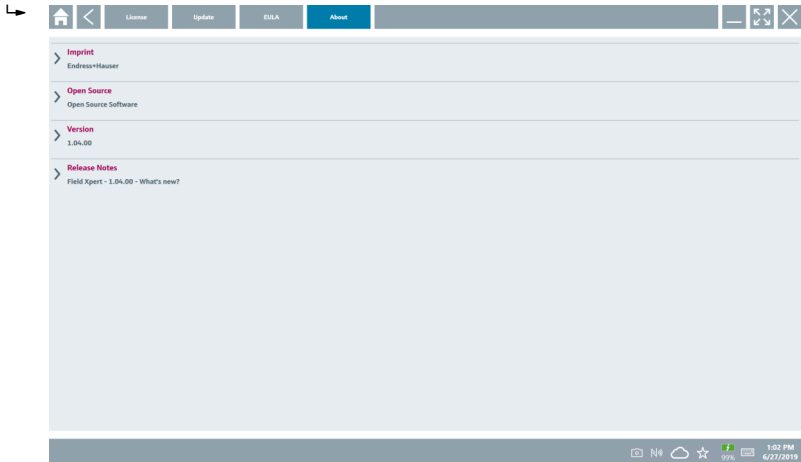 License Update EULA About
Imprint
Endress+Hauser
Open Source
Open Source Software
Version
1.04.00
Release Notes
Field Xpert - 1.04.00 - What's new?
99%
1:02 PM
6/27/2019